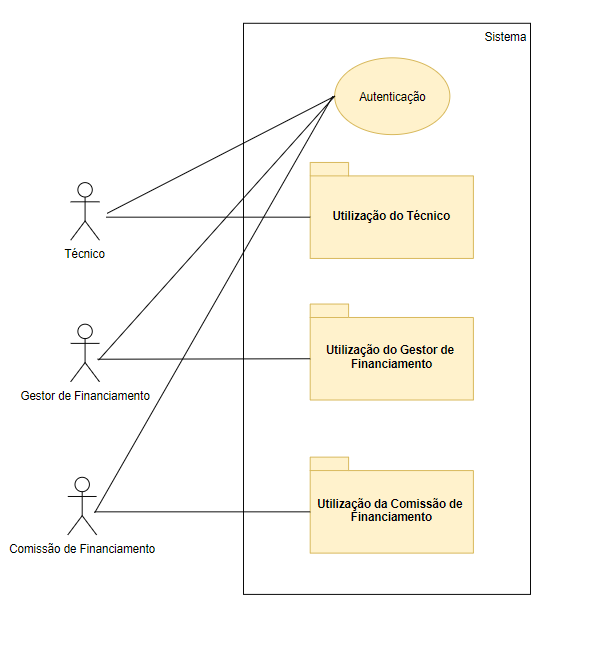 Sistema
Autenticação
Utilização do Técnico
Técnico
Utilização do Gestor de
Financiamento
Gestor de Financiamento
Utilização da Comissão de
Financiamento
Comissão de Financiamento